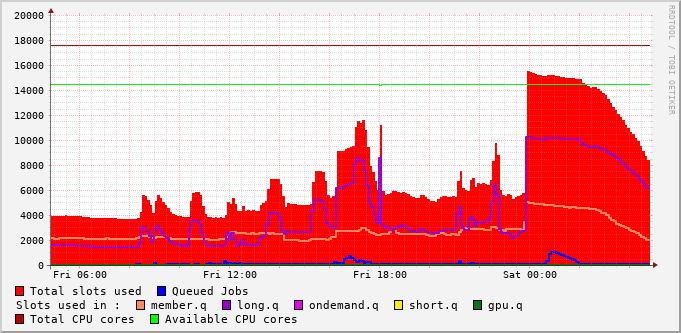 20000
18000
16000
14000
12000
10000
8000
6000
4000
2000
0
Fri 06:00 Fri 12:00 Fri 18:00 Sat 00:00
Total slots used Queued Jobs
Slots used in : member.q long.q ondemand.q short.q gpu.q
Total CPU cores Available CPU cores
RRDTOOL / TOBI OETIKER